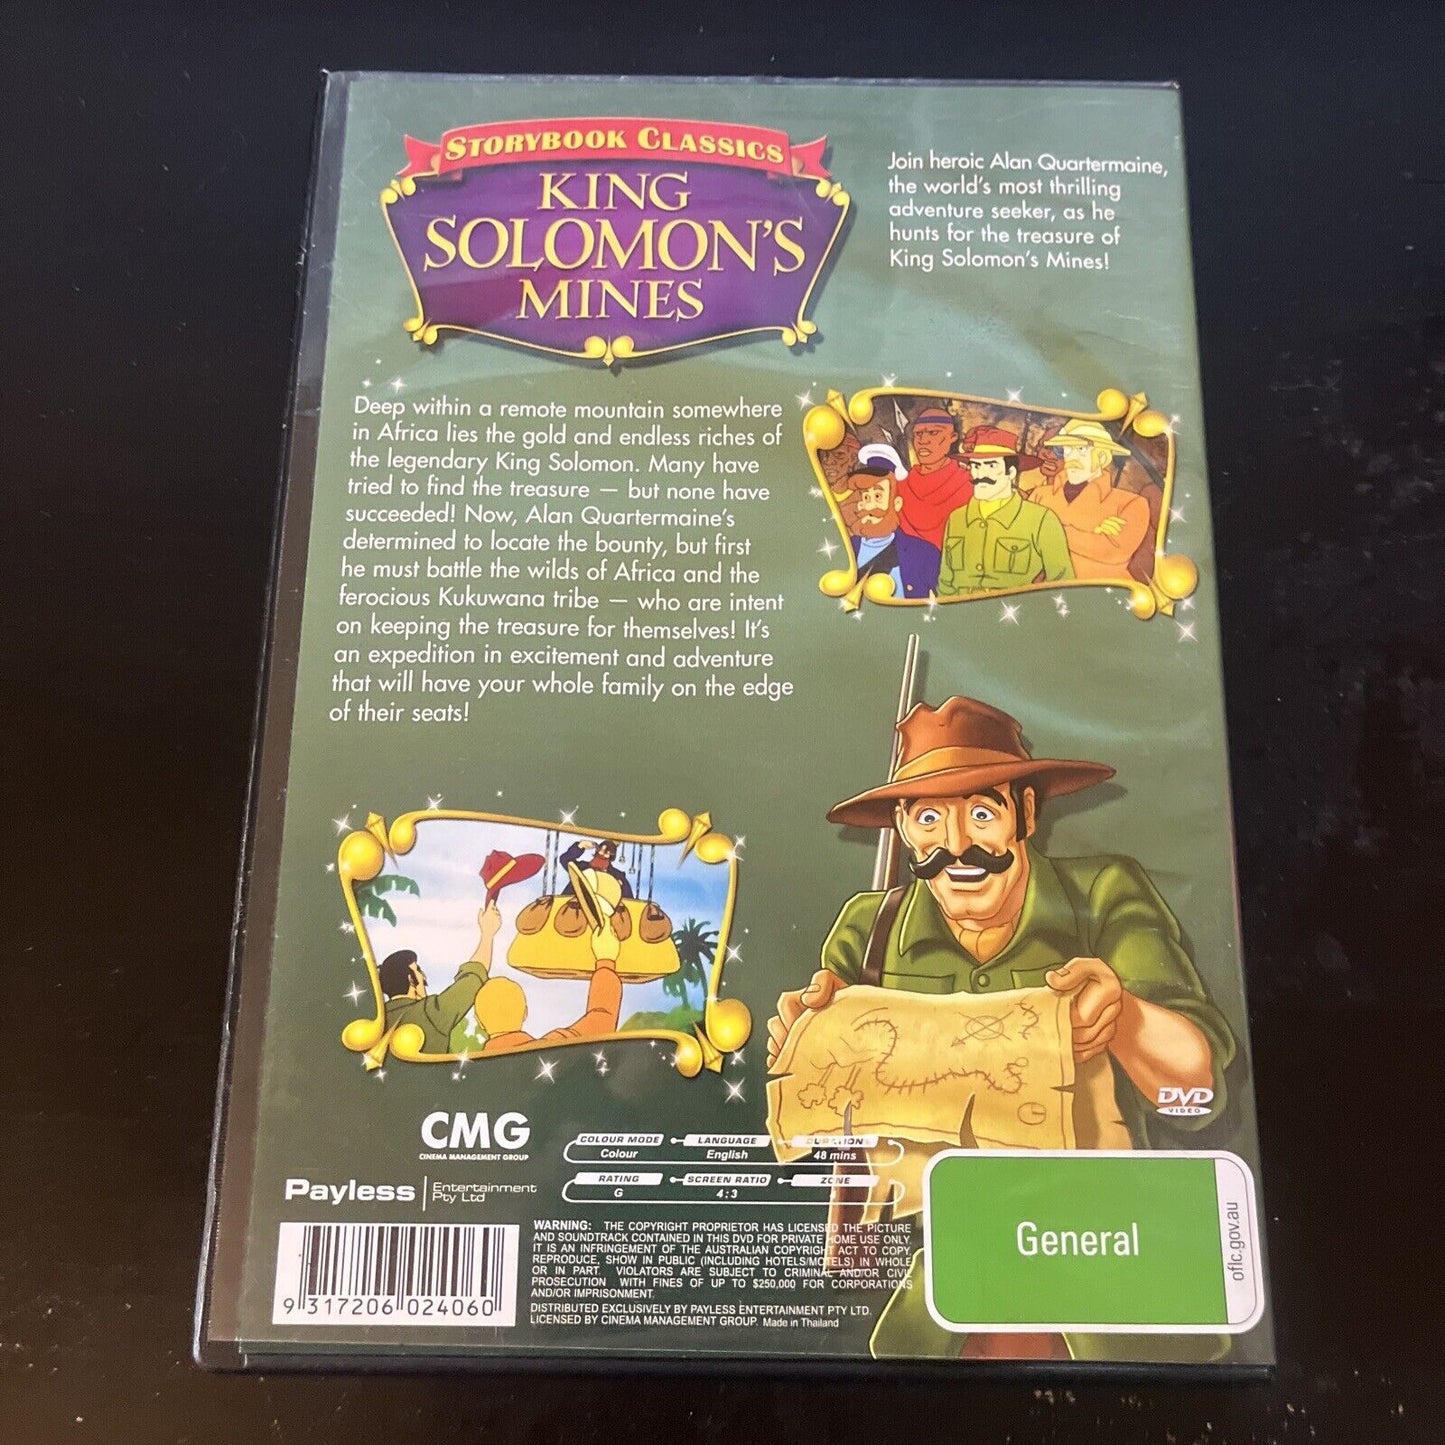 STORYBOOK CLASSICS
KING
SOLOMON'S
MINES
Join heroic Alan Quartermaine,
the world's most thrilling
adventure seeker, as he
hunts for the treasure of
King Solomon's Mines!
Deep within a remote mountain somewhere
in Africa lies the gold and endless riches of
the legendary King Solomon. Many have
tried to find the treasure — but none have
succeeded! Now, Alan Quartermaine's
determined to locate the bounty, but first
he must battle the wilds of Africa and the
ferocious Kukuwana tribe — who are intent
on keeping the treasure for themselves! It's
an expedition in excitement and adventure
that will have your whole family on the edge
of their seats!
CMG
CINEMA MANAGEMENT GROUP
Payless Entertainment
Pty Ltd
COLOUR MODE LANGUAGE DURATION
Colour English 48 mins
RATING SCREEN RATIO ZONE
G 4:3 4
DVD
VIDEO
General
oflc.gov.au
WARNING: THE COPYRIGHT PROPRIETOR HAS LICENSED THE PICTURE
AND SOUNDTRACK CONTAINED IN THIS DVD FOR PRIVATE HOME USE ONLY.
IT IS AN INFRINGEMENT OF THE AUSTRALIAN COPYRIGHT ACT TO COPY,
REPRODUCE, SHOW IN PUBLIC (INCLUDING HOTELS/MOTELS) IN WHOLE
OR IN PART. VIOLATORS ARE SUBJECT TO CRIMINAL AND/OR CIVIL
PROSECUTION WITH FINES OF UP TO $250,000 FOR CORPORATIONS
AND/OR IMPRISONMENT.
DISTRIBUTED EXCLUSIVELY BY PAYLESS ENTERTAINMENT PTY LTD.
LICENSED BY CINEMA MANAGEMENT GROUP. Made in Thailand
9 317206 024060